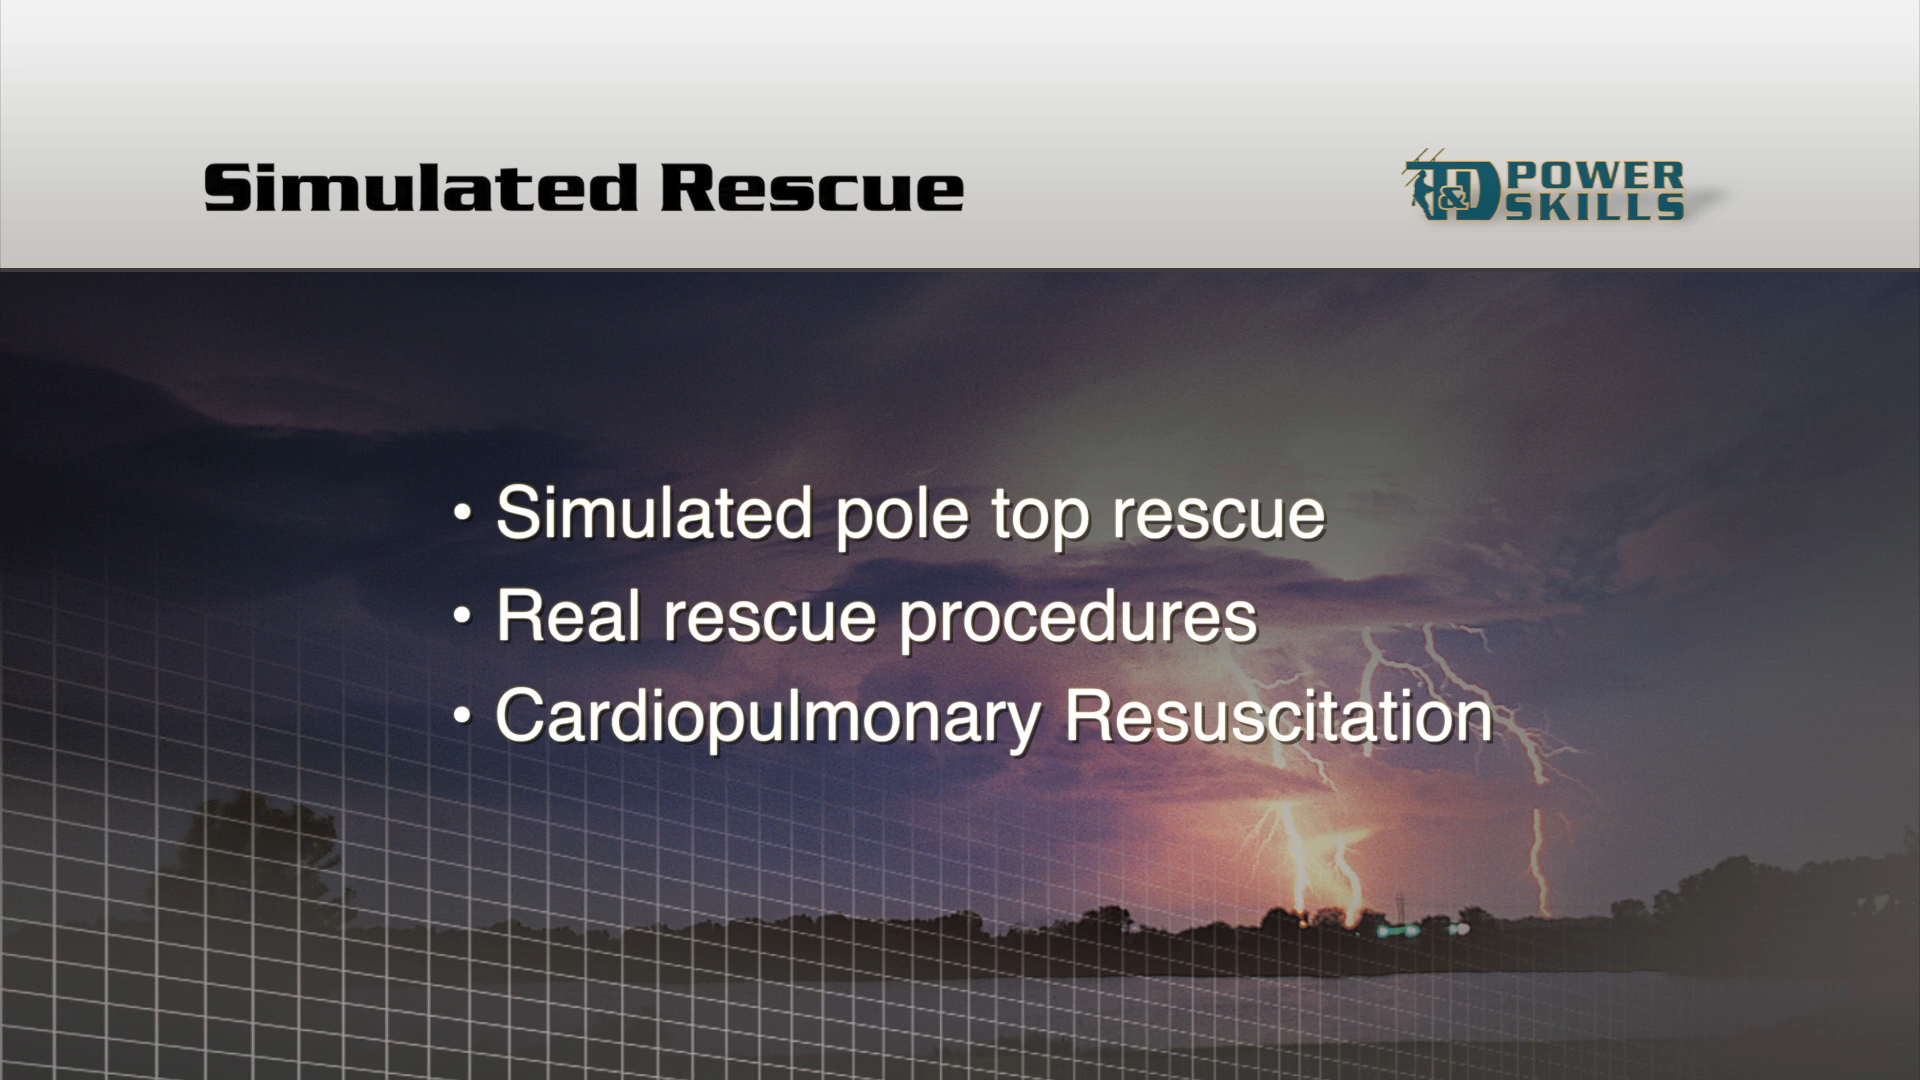 Simulated Rescue
T&D POWER
SKILLS
• Simulated pole top rescue
• Real rescue procedures
• Cardiopulmonary Resuscitation